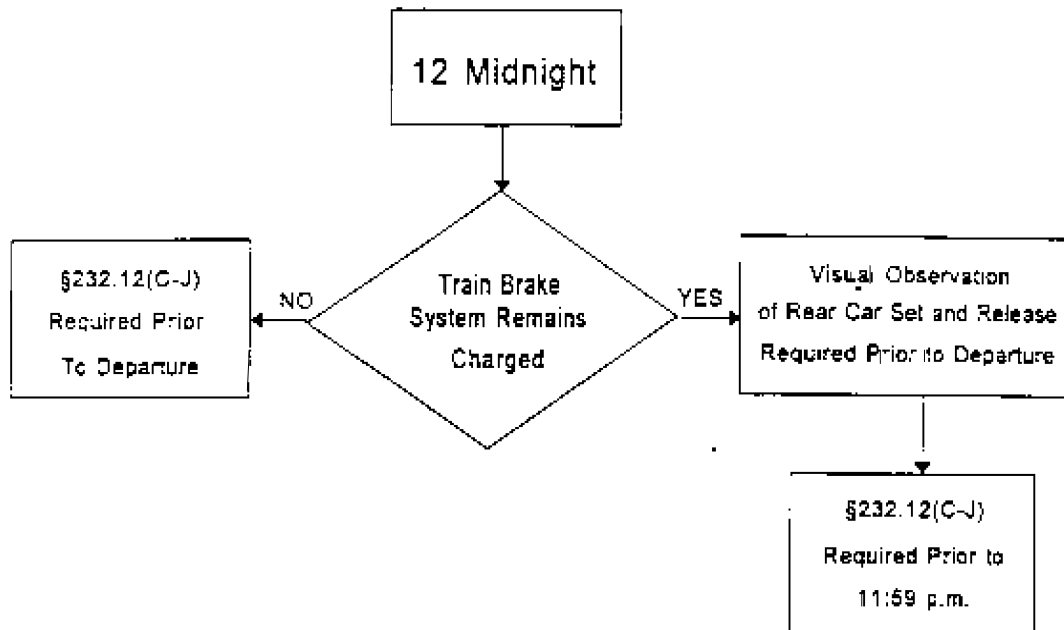 12 Midnight
Train Brake
System Remains
Charged
NO
§232.12(C-J)
Required Prior
To Departure
YES
Visual Observation
of Rear Car Set and Release
Required Prior to Departure
§232.12(C-J)
Required Prior to
11:59 p.m.